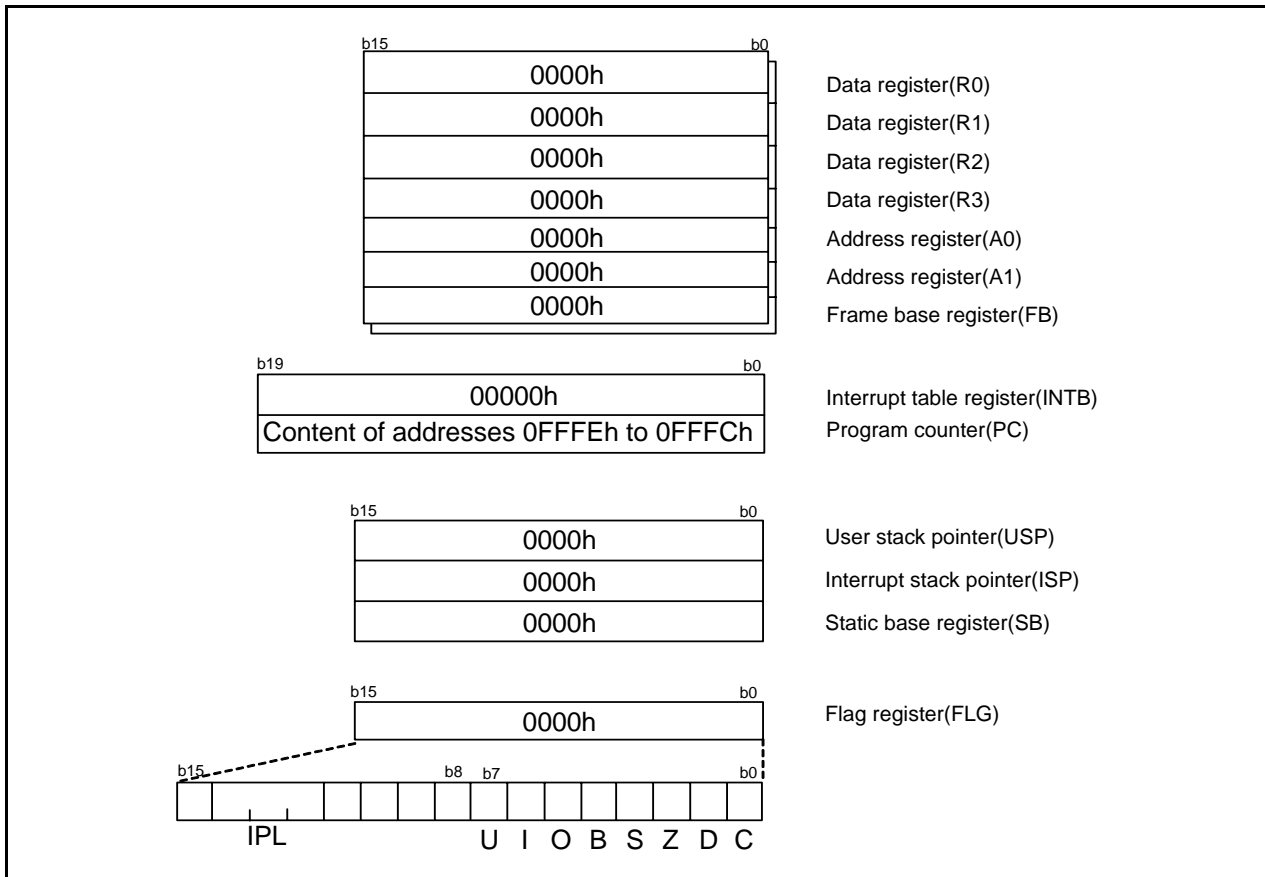 b15 b0
0000h Data register(R0)
0000h Data register(R1)
0000h Data register(R2)
0000h Data register(R3)
0000h Address register(A0)
0000h Address register(A1)
0000h Frame base register(FB)
b19 b0
00000h Interrupt table register(INTB)
Content of addresses 0FFFEh to 0FFFCh Program counter(PC)
b15 b0
0000h User stack pointer(USP)
0000h Interrupt stack pointer(ISP)
0000h Static base register(SB)
b15 b0
0000h Flag register(FLG)
b15 b8 b7 b0
IPL U I O B S Z D C